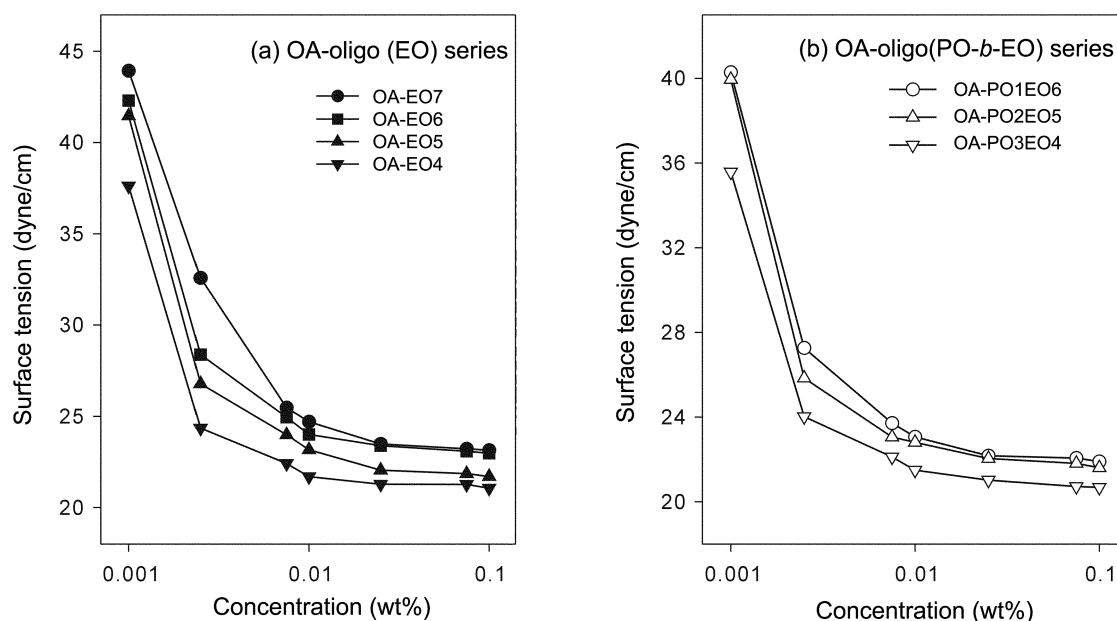 (a) OA-oligo (EO) series
OA-EO7
OA-EO6
OA-EO5
OA-EO4
45
40
35
30
25
20
Surface tension (dyne/cm)
0.001 0.01 0.1
Concentration (wt%)
(b) OA-oligo(PO-b-EO) series
OA-PO1EO6
OA-PO2EO5
OA-PO3EO4
40
36
32
28
24
20
Surface tension (dyne/cm)
0.001 0.01 0.1
Concentration (wt%)